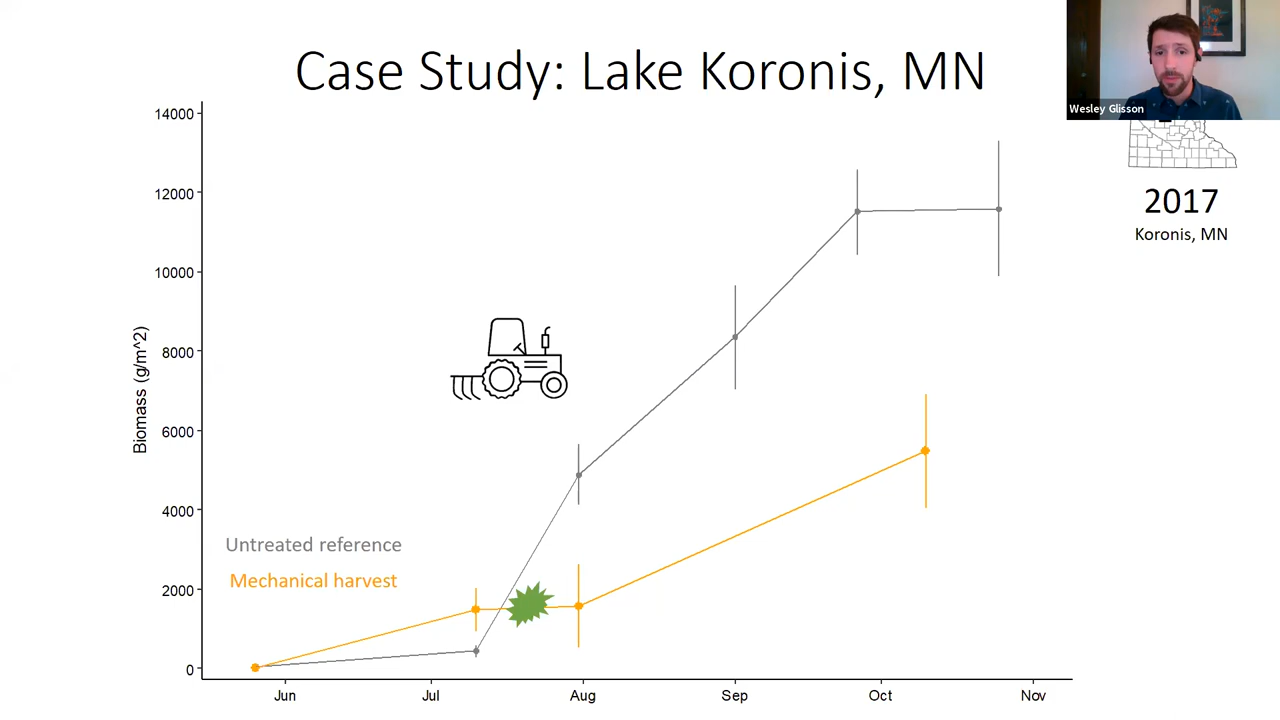 Case Study: Lake Koronis, MN
Wesley Glisson
2017
Koronis, MN
14000
12000
10000
8000
6000
4000
2000
0
Biomass (g/m^2)
Untreated reference
Mechanical harvest
Jun Jul Aug Sep Oct Nov